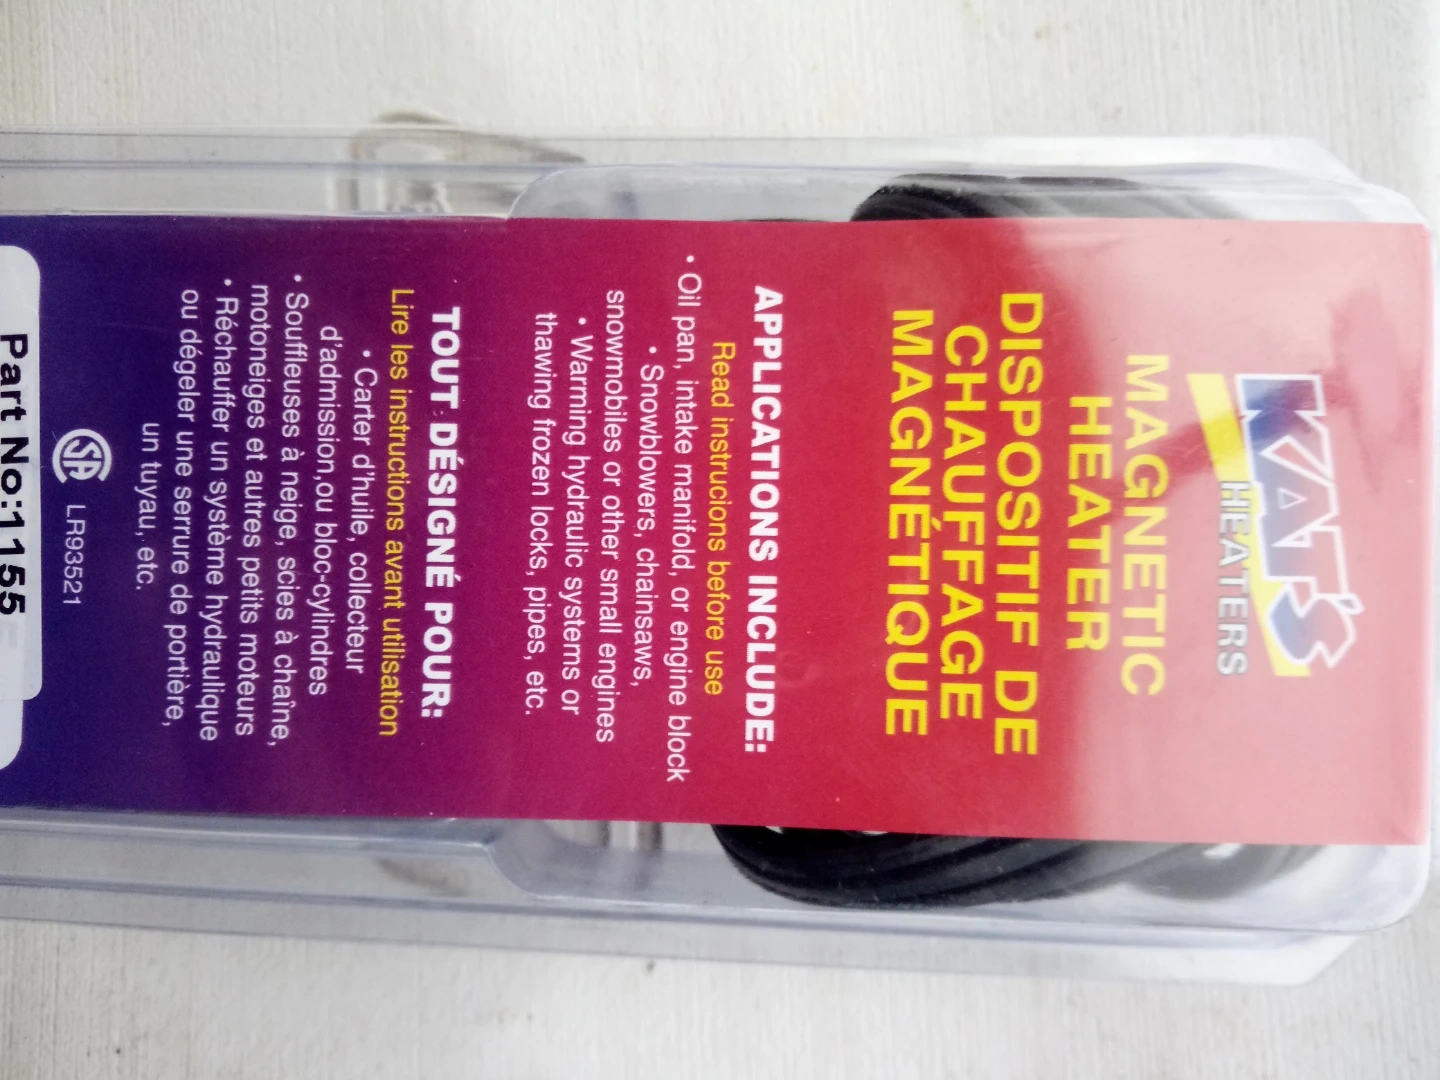 KAT'S
HEATERS
MAGNETIC
HEATER
DISPOSITIF DE
CHAUFFAGE
MAGNÉTIQUE
APPLICATIONS INCLUDE:
Read instrucions before use
• Oil pan, intake manifold, or engine block
• Snowblowers, chainsaws,
snowmobiles or other small engines
• Warming hydraulic systems or
thawing frozen locks, pipes, etc.
TOUT DÉSIGNÉ POUR:
Lire les instructions avant utilisation
• Carter d'huile, collecteur
d'admission,ou bloc-cylindres
• Souffleuses à neige, scies à chaîne,
motoneiges et autres petits moteurs
• Réchauffer un système hydraulique
ou dégeler une serrure de portière,
un tuyau, etc.
SA LR93521
Part No:1155